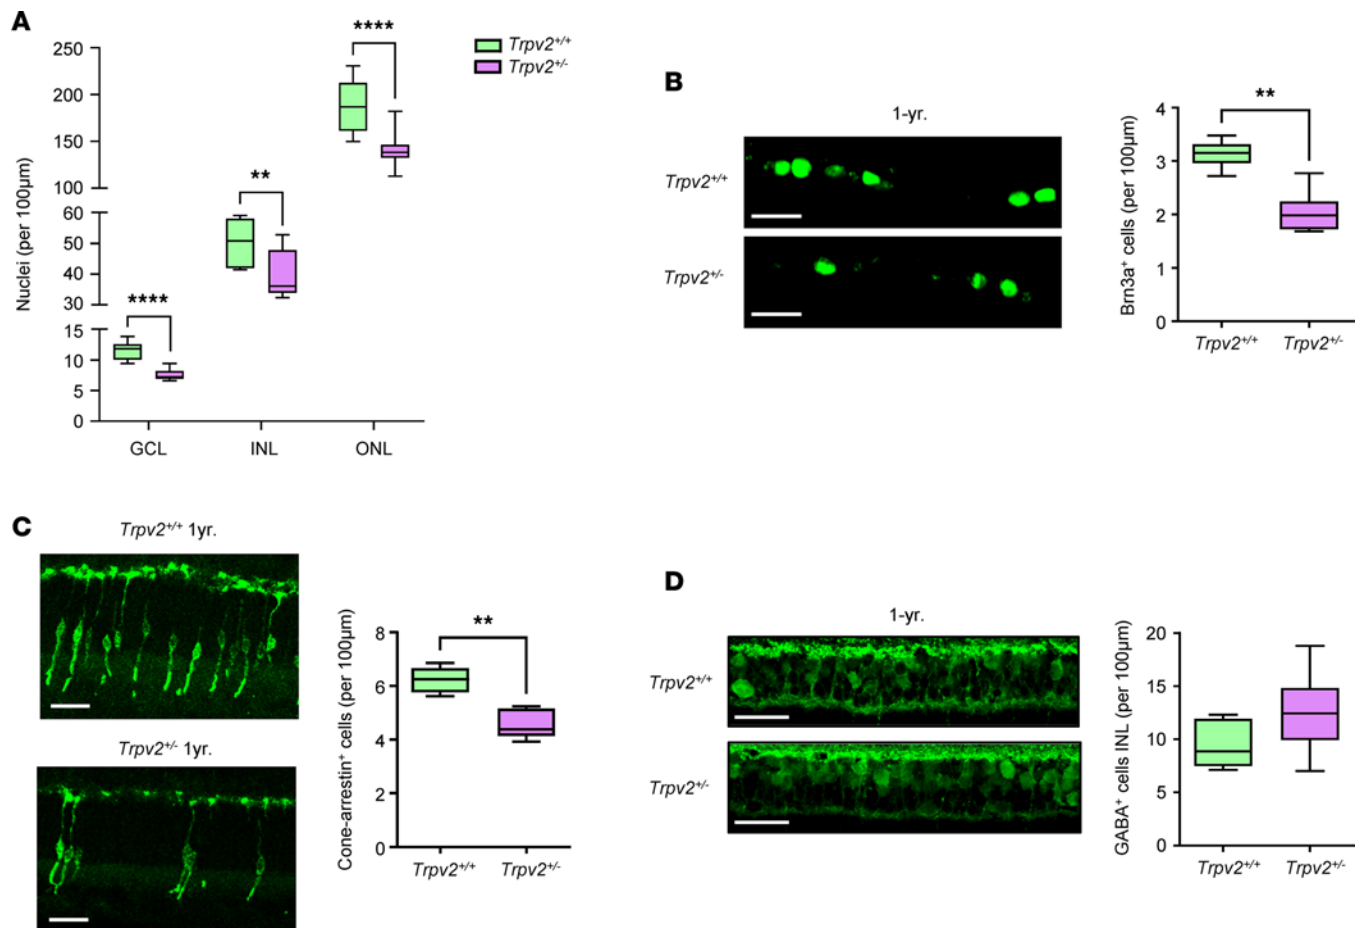 A
Trpv2+/+
Trpv2+/-
Nuclei (per 100µm)
250
200
150
100
60
50
40
30
15
10
5
0
****
**
****
GCL
INL
ONL
B
1-yr.
Trpv2+/+
Trpv2+/-
Brn3a+ cells (per 100µm)
4
3
2
1
0
**
Trpv2+/+
Trpv2+/-
C
Trpv2+/+ 1yr.
Trpv2+/- 1yr.
Cone-arrestin+ cells (per 100µm)
8
6
4
2
0
**
Trpv2+/+
Trpv2+/-
D
1-yr.
Trpv2+/+
Trpv2+/-
GABA+ cells INL (per 100µm)
20
15
10
5
0
Trpv2+/+
Trpv2+/-